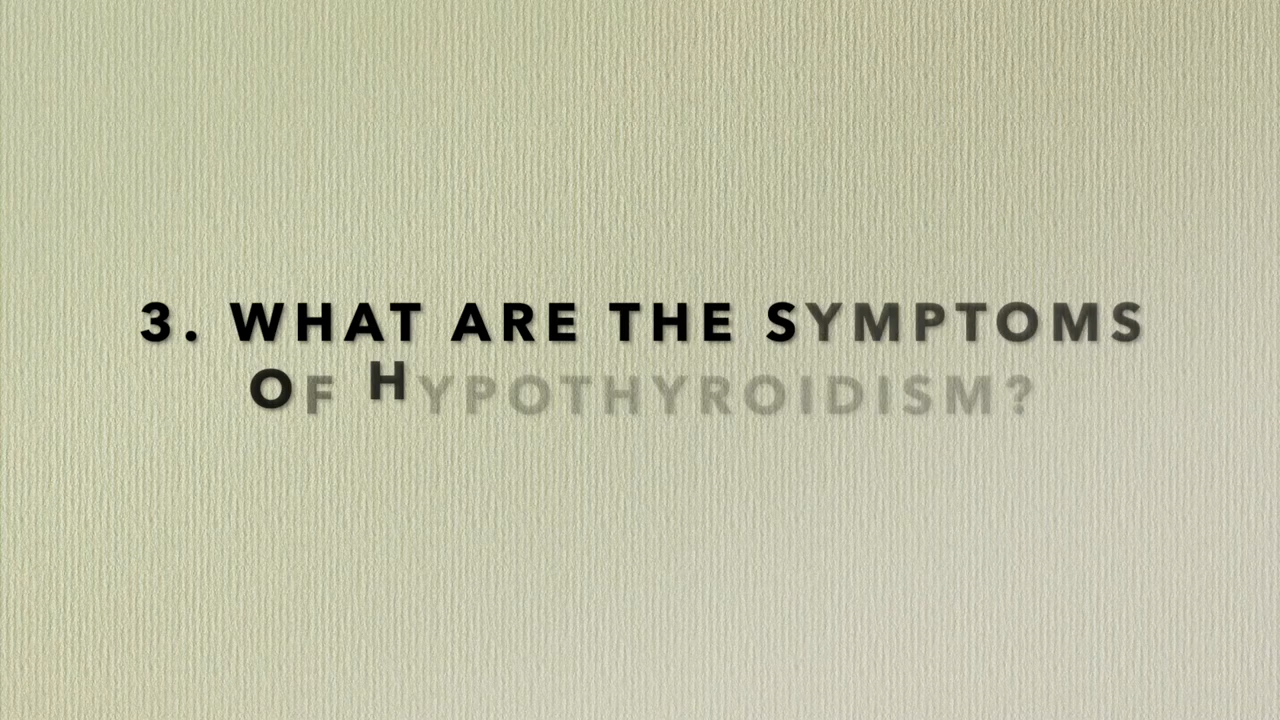 3. WHAT ARE THE SYMPTOMS
OF HYPOTHYROIDISM?